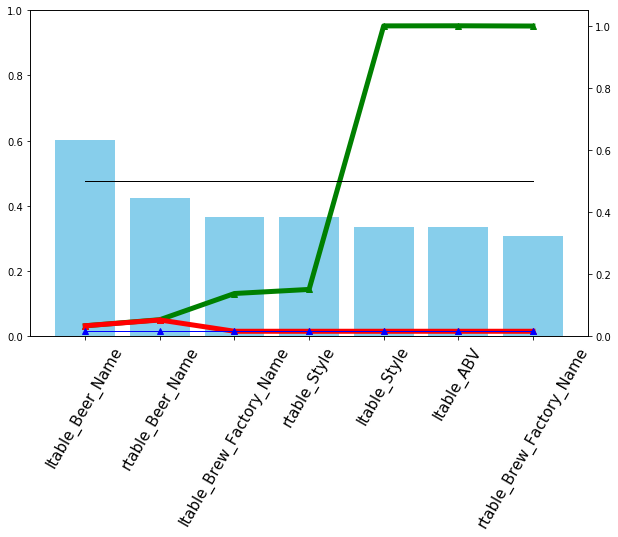 1.0
0.8
0.6
0.4
0.2
0.0
1.0
0.8
0.6
0.4
0.2
0.0
ltable_Beer_Name
rtable_Beer_Name
ltable_Brew_Factory_Name
rtable_Style
ltable_Style
ltable_ABV
rtable_Brew_Factory_Name